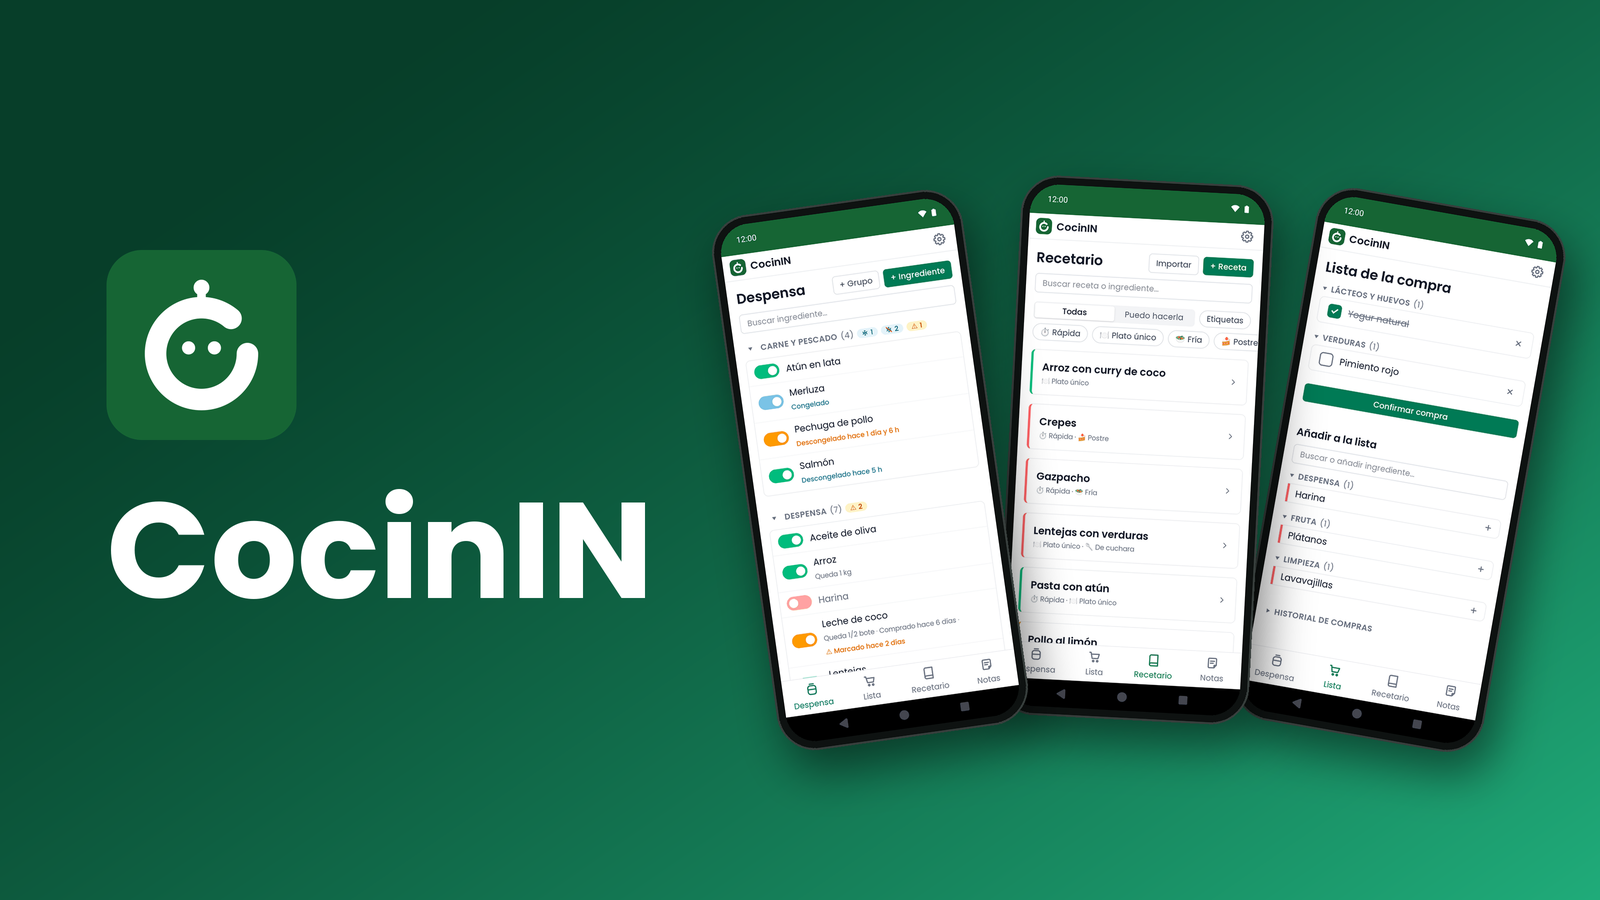 CocinIN
12:00
CocinIN
Despensa
+ Grupo
+ Ingrediente
Buscar ingrediente...
CARNE Y PESCADO (4) 1 2 ⚠ 1
Atún en lata
Merluza
Congelado
Pechuga de pollo
Descongelado hace 1 día y 6 h
Salmón
Descongelado hace 5 h
DESPENSA (7) ⚠ 2
Aceite de oliva
Arroz
Queda 1 kg
Harina
Leche de coco
Queda 1/2 bote · Comprado hace 6 días ·
⚠ Marcado hace 2 días
Lentejas
Despensa
Lista
Recetario
Notas
12:00
CocinIN
Recetario
Importar
+ Receta
Buscar receta o ingrediente...
Todas
Puedo hacerla
Etiquetas
Rápida
Plato único
Fría
Postre
Arroz con curry de coco
Plato único
Crepes
Rápida · Postre
Gazpacho
Rápida · Fría
Lentejas con verduras
Plato único · De cuchara
Pasta con atún
Rápida · Plato único
Pollo al limón
spensa
Lista
Recetario
Notas
12:00
CocinIN
Lista de la compra
LÁCTEOS Y HUEVOS (1)
Yogur natural
VERDURAS (1)
Pimiento rojo
Confirmar compra
Añadir a la lista
Buscar o añadir ingrediente...
DESPENSA (1)
Harina
FRUTA (1)
Plátanos
LIMPIEZA (1)
Lavavajillas
HISTORIAL DE COMPRAS
Despensa
Lista
Recetario
Notas